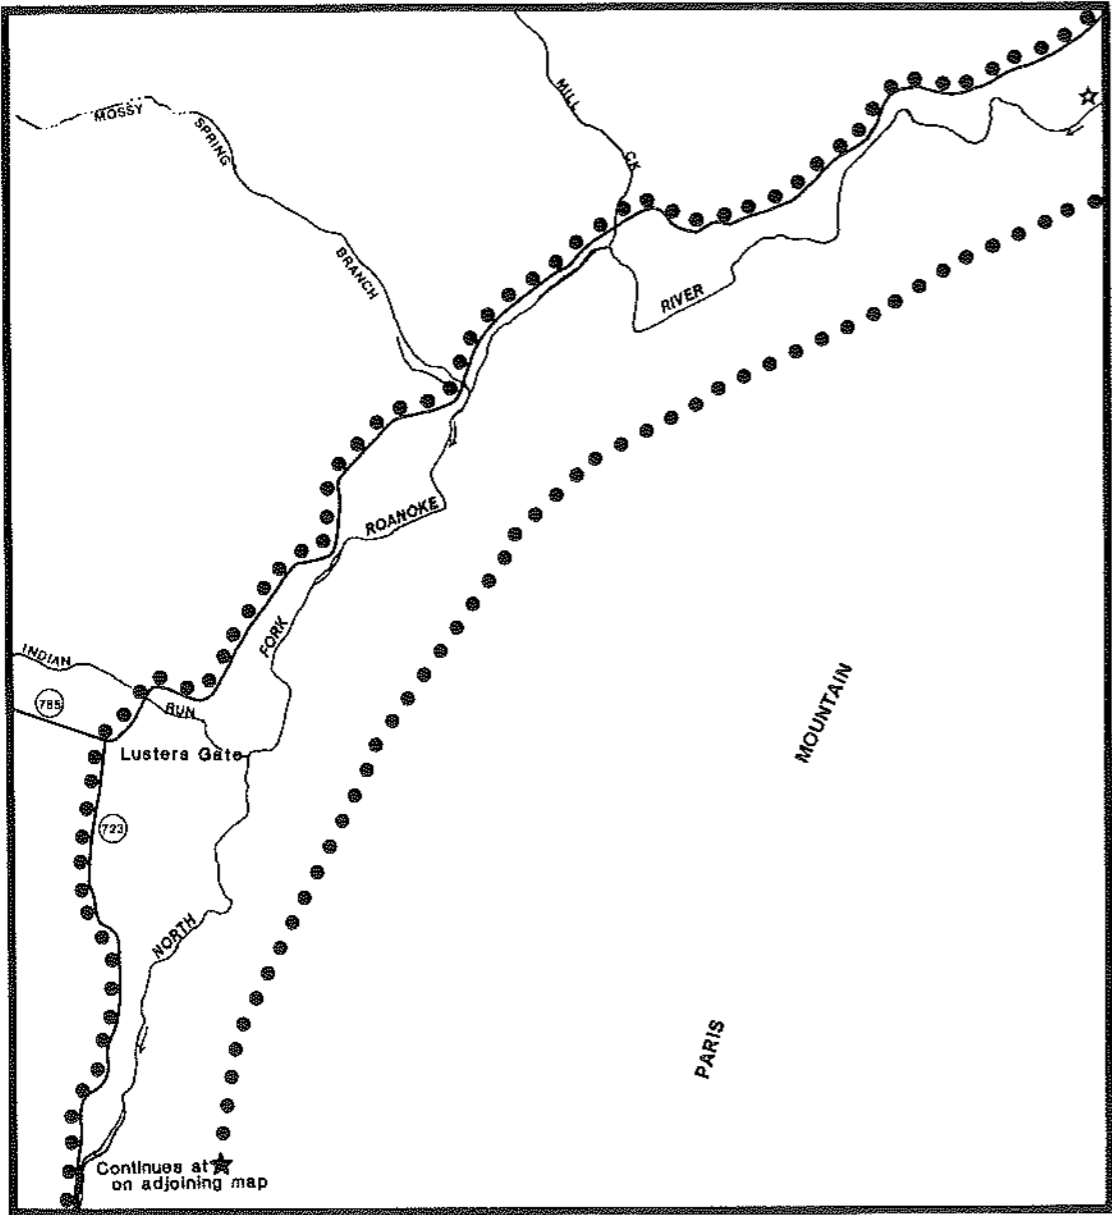 MOSSY
SPRING
BRANCH
MILL
CK
RIVER
ROANOKE
FORK
INDIAN
785
RUN
Lusters Gate
723
NORTH
MOUNTAIN
PARIS
Continues at
on adjoining map